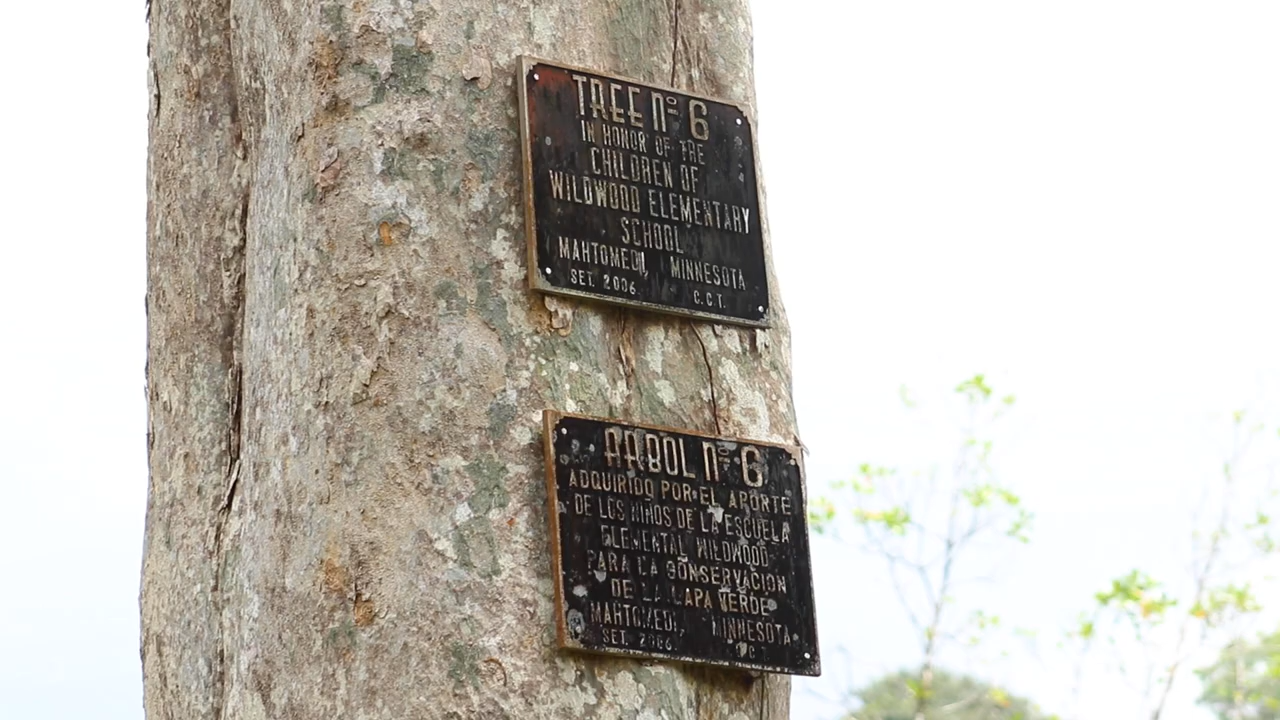 TREE nº 6
IN HONOR OF THE
CHILDREN OF
WILDWOOD ELEMENTARY
SCHOOL
MAHTOMEDI, MINNESOTA
SET. 2006 C.C.T.
ARBOL nº 6
ADQUIRIDO POR EL APORTE
DE LOS NIÑOS DE LA ESCUELA
ELEMENTAL WILDWOOD
PARA LA CONSERVACION
DE LA LAPA VERDE
MAHTOMEDI, MINNESOTA
SET. 2006